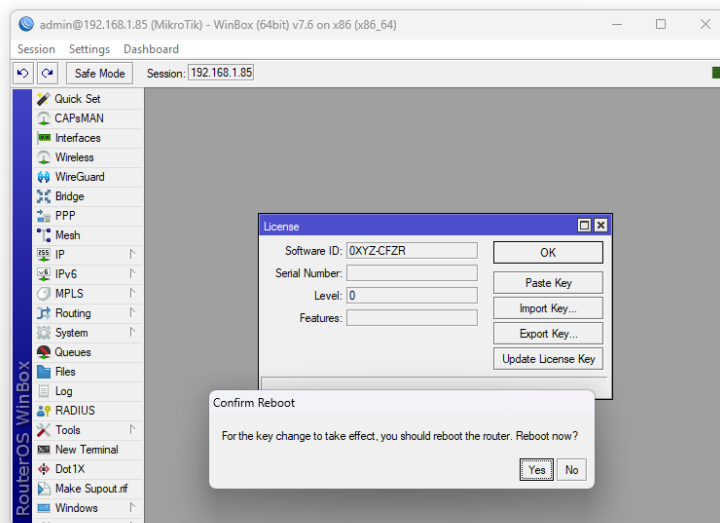 admin@192.168.1.85 (MikroTik) - WinBox (64bit) v7.6 on x86 (x86_64)
Session Settings Dashboard
Safe Mode Session: 192.168.1.85
Quick Set
CAPsMAN
Interfaces
Wireless
WireGuard
Bridge
PPP
Mesh
IP
IPv6
MPLS
Routing
System
Queues
Files
Log
RADIUS
Tools
New Terminal
Dot1X
Make Supout.rif
Windows
RouterOS WinBox
License
Software ID: 0XYZ-CFZR
Serial Number:
Level: 0
Features:
OK
Paste Key
Import Key...
Export Key...
Update License Key
Confirm Reboot
For the key change to take effect, you should reboot the router. Reboot now?
Yes No